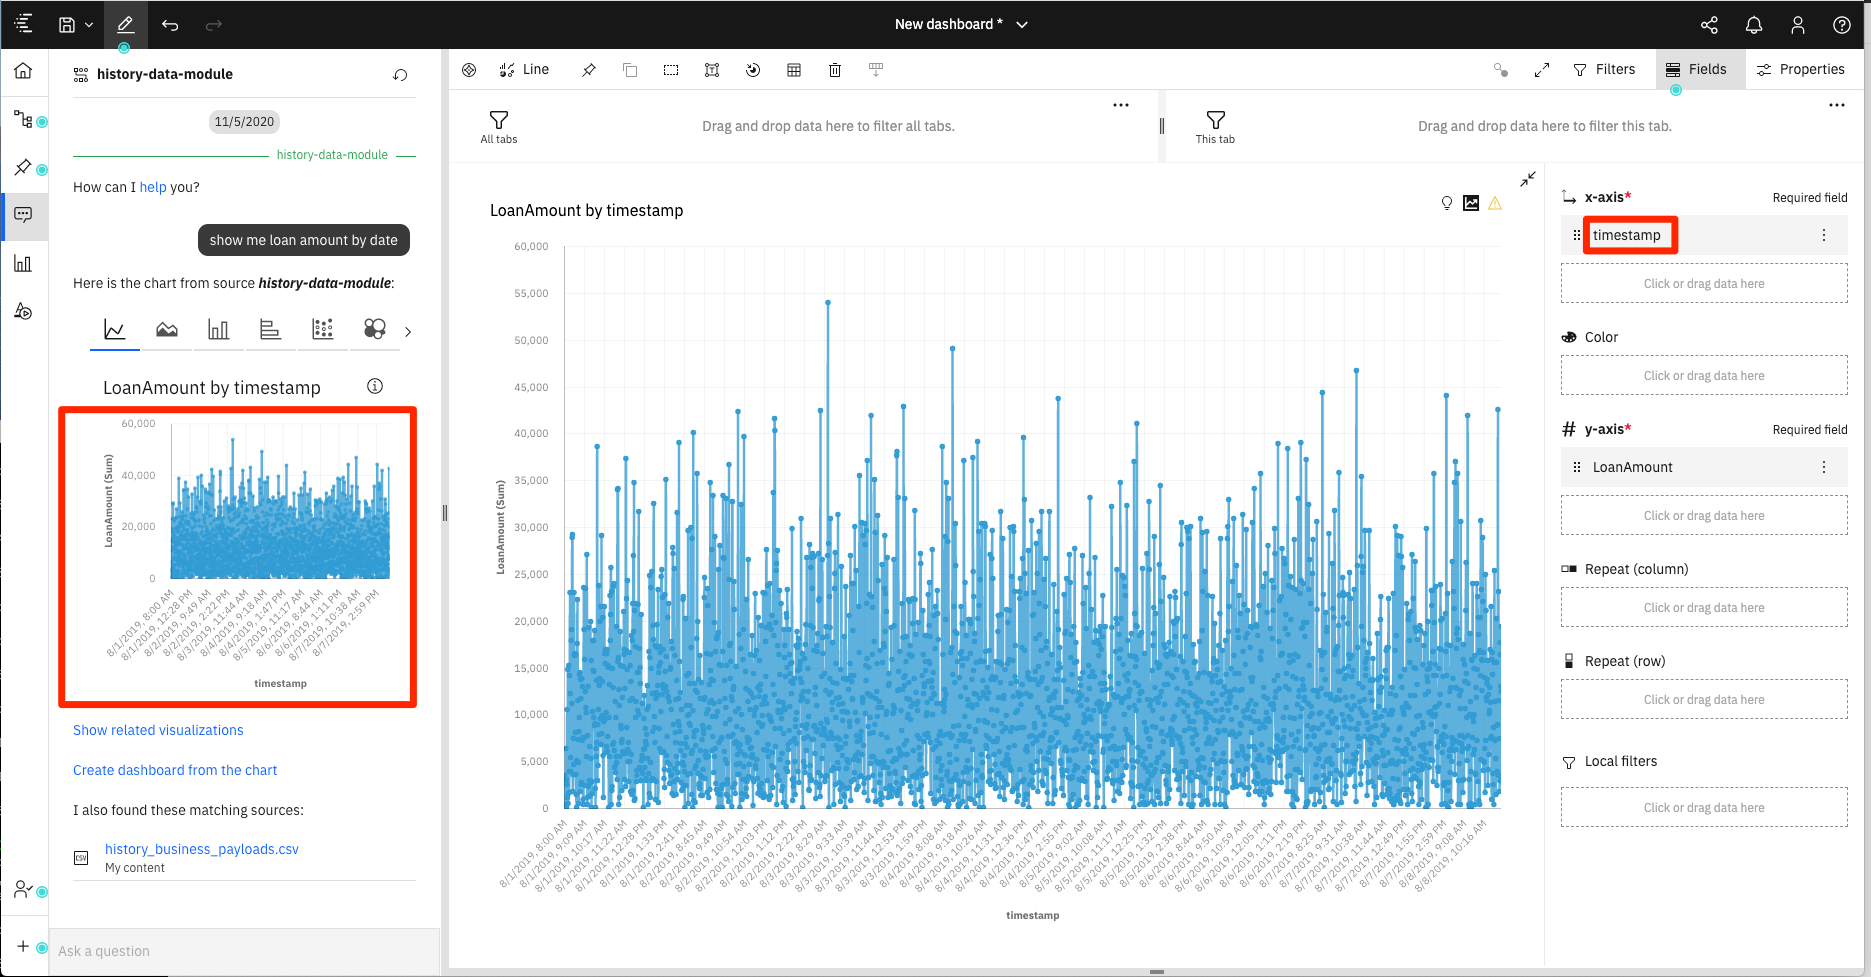 New dashboard *
history-data-module
11/5/2020
history-data-module
How can I help you?
show me loan amount by date
Here is the chart from source history-data-module:
LoanAmount by timestamp
60,000
40,000
20,000
0
LoanAmount (Sum)
8/1/2019, 8:00 AM
8/1/2019, 12:28 PM
8/2/2019, 9:49 AM
8/2/2019, 2:22 PM
8/3/2019, 11:44 AM
8/4/2019, 9:18 AM
8/4/2019, 1:47 PM
8/5/2019, 11:17 AM
8/6/2019, 8:44 AM
8/6/2019, 1:11 PM
8/7/2019, 10:38 AM
8/7/2019, 2:59 PM
timestamp
Show related visualizations
Create dashboard from the chart
I also found these matching sources:
CSV
history_business_payloads.csv
My content
Ask a question
Line
Filters
Fields
Properties
All tabs
Drag and drop data here to filter all tabs.
This tab
Drag and drop data here to filter this tab.
LoanAmount by timestamp
60,000
55,000
50,000
45,000
40,000
35,000
30,000
25,000
20,000
15,000
10,000
5,000
0
LoanAmount (Sum)
8/1/2019, 8:00 AM
8/1/2019, 9:09 AM
8/1/2019, 10:17 AM
8/1/2019, 11:22 AM
8/1/2019, 12:28 PM
8/1/2019, 1:33 PM
8/1/2019, 2:41 PM
8/2/2019, 8:45 AM
8/2/2019, 9:49 AM
8/2/2019, 10:54 AM
8/2/2019, 12:03 PM
8/2/2019, 1:12 PM
8/2/2019, 2:22 PM
8/3/2019, 8:29 AM
8/3/2019, 9:33 AM
8/3/2019, 10:39 AM
8/3/2019, 11:44 AM
8/3/2019, 12:53 PM
8/3/2019, 1:59 PM
8/4/2019, 8:08 AM
8/4/2019, 9:18 AM
8/4/2019, 10:26 AM
8/4/2019, 11:31 AM
8/4/2019, 12:36 PM
8/4/2019, 1:47 PM
8/4/2019, 2:55 PM
8/5/2019, 9:02 AM
8/5/2019, 10:08 AM
8/5/2019, 11:17 AM
8/5/2019, 12:25 PM
8/5/2019, 1:32 PM
8/5/2019, 2:38 PM
8/6/2019, 8:44 AM
8/6/2019, 9:50 AM
8/6/2019, 10:59 AM
8/6/2019, 12:05 PM
8/6/2019, 1:11 PM
8/6/2019, 2:19 PM
8/7/2019, 8:25 AM
8/7/2019, 9:31 AM
8/7/2019, 10:38 AM
8/7/2019, 11:44 AM
8/7/2019, 12:49 PM
8/7/2019, 1:55 PM
8/7/2019, 2:59 PM
8/8/2019, 9:08 AM
8/8/2019, 10:16 AM
timestamp
x-axis*
Required field
timestamp
Click or drag data here
Color
Click or drag data here
# y-axis*
Required field
LoanAmount
Click or drag data here
Repeat (column)
Click or drag data here
Repeat (row)
Click or drag data here
Local filters
Click or drag data here